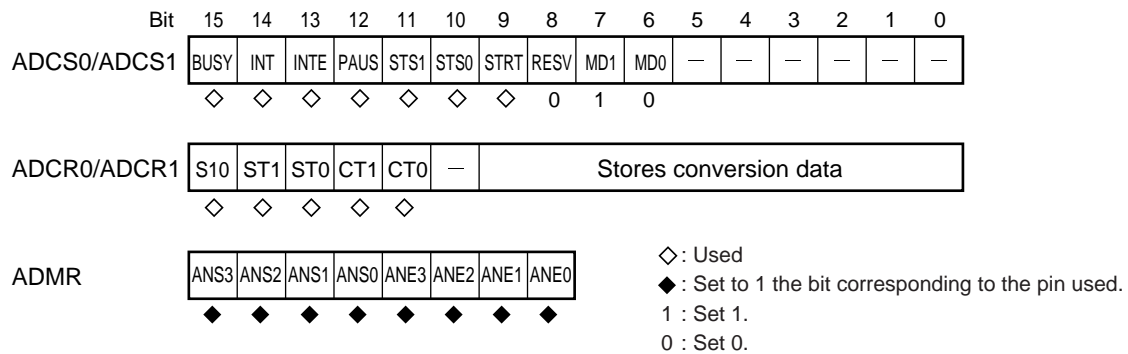 Bit 15 14 13 12 11 10 9 8 7 6 5 4 3 2 1 0
ADCS0/ADCS1 BUSY INT INTE PAUS STS1 STS0 STRT RESV MD1 MD0 — — — — — —
◇ ◇ ◇ ◇ ◇ ◇ ◇ 0 1 0
ADCR0/ADCR1 S10 ST1 ST0 CT1 CT0 — Stores conversion data
◇ ◇ ◇ ◇ ◇
ADMR ANS3 ANS2 ANS1 ANS0 ANE3 ANE2 ANE1 ANE0
◆ ◆ ◆ ◆ ◆ ◆ ◆ ◆
◇ : Used
◆ : Set to 1 the bit corresponding to the pin used.
1 : Set 1.
0 : Set 0.